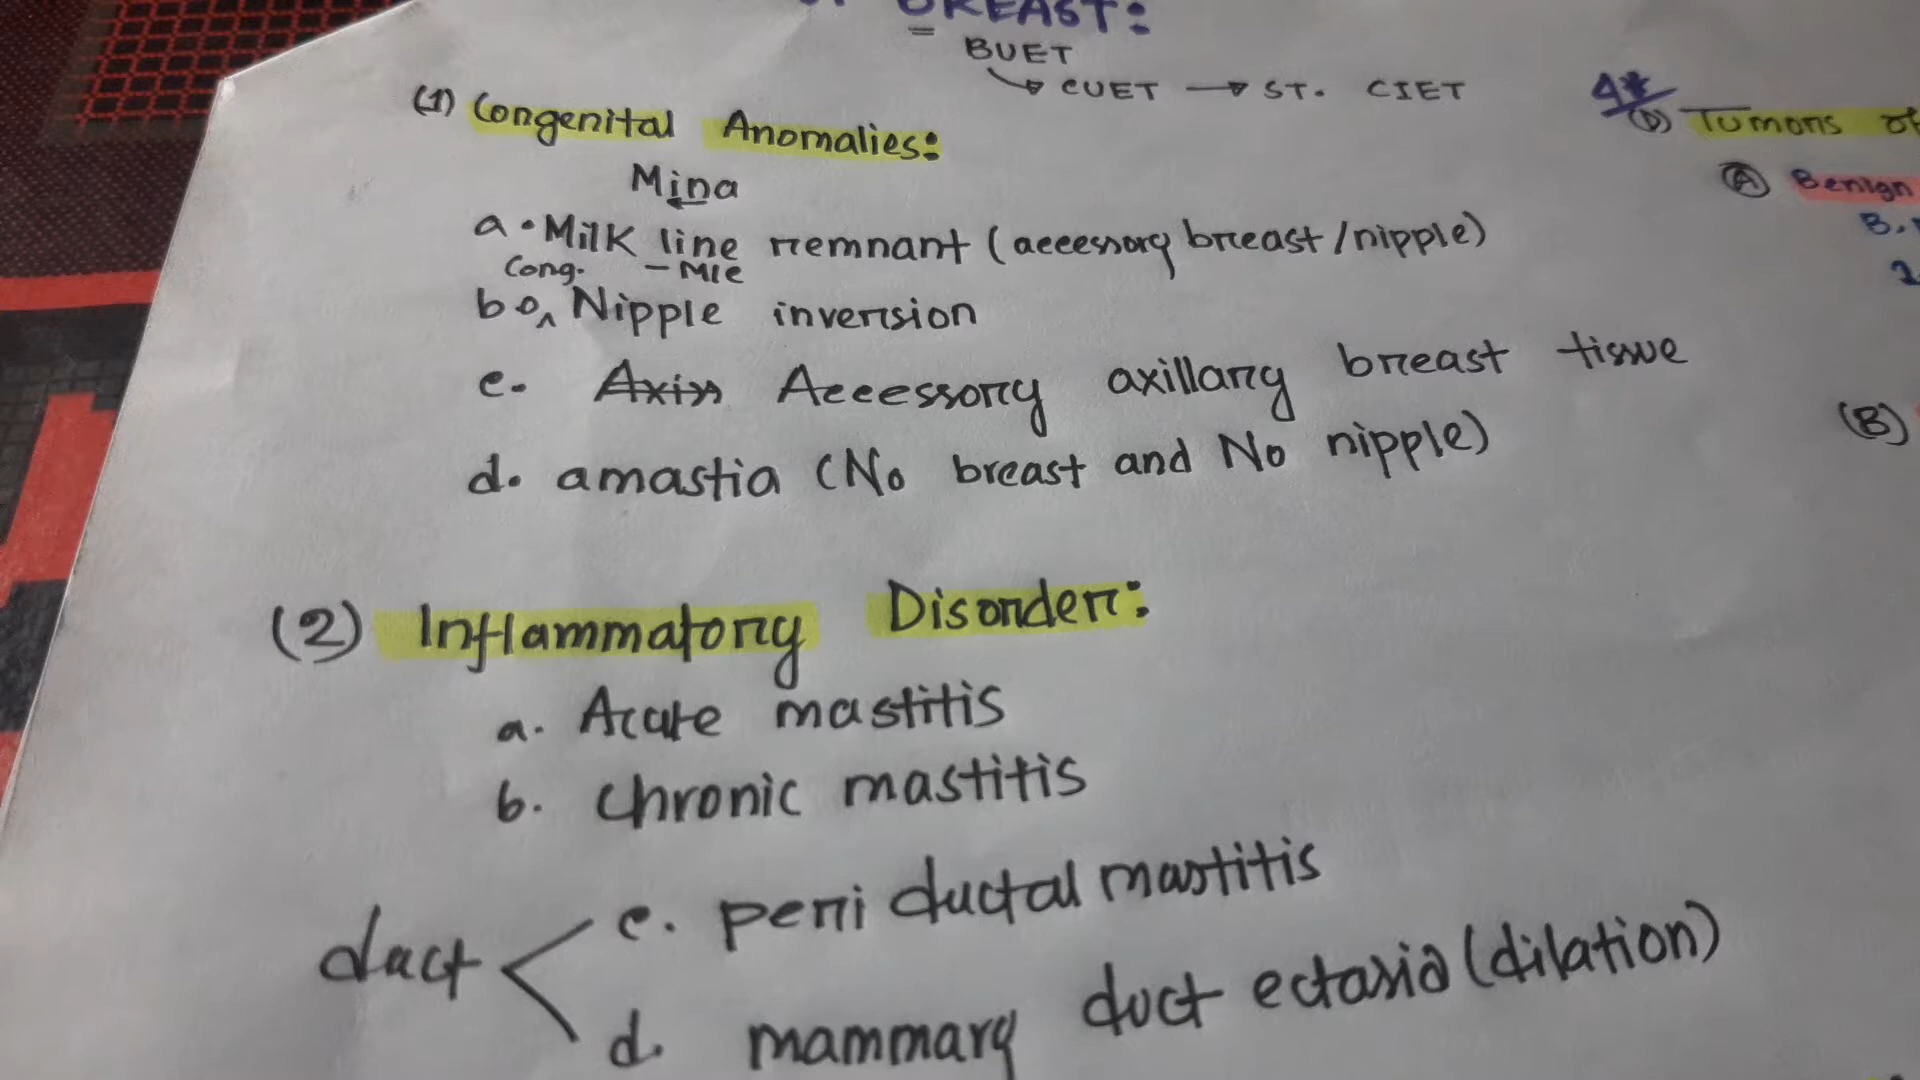 BREAST:
BUET
CUET → ST. CIET
(1) Congenital Anomalies:
Mina
a. Milk line remnant (accessory breast/nipple)
Cong. - Mle
b. Nipple inversion
c. Accessory axillary breast tissue
d. amastia (No breast and No nipple)
(2) Inflammatory Disorder:
a. Acute mastitis
b. Chronic mastitis
duct
c. peri ductal mastitis
d. mammary duct ectasia (dilation)
4*
(D) Tumors of
(A) Benign
B.
(B)